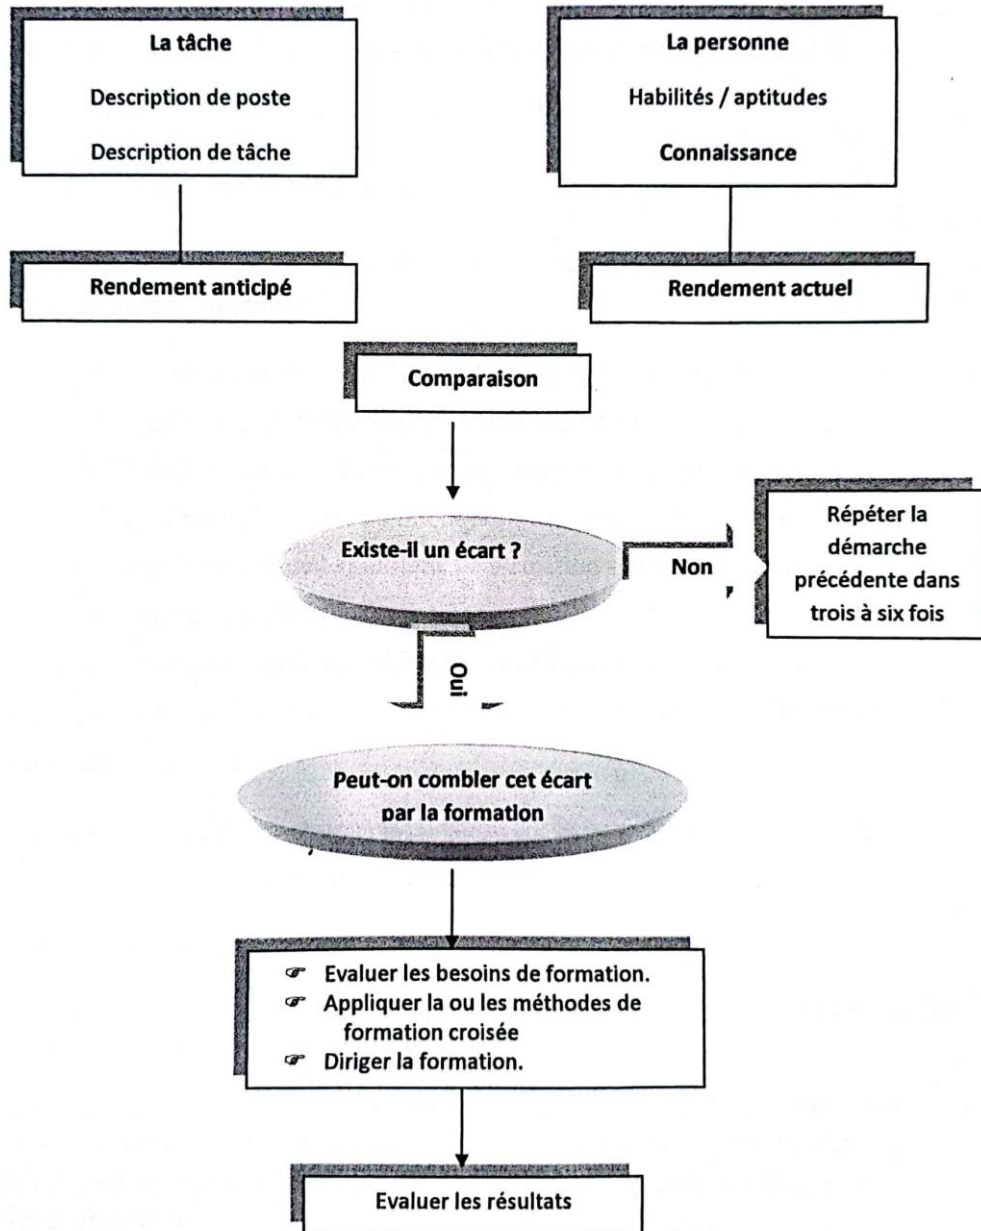 La tâche
Description de poste
Description de tâche
La personne
Habilités / aptitudes
Connaissance
Rendement anticipé
Rendement actuel
Comparaison
Existe-il un écart ?
Non
Répéter la
démarche
précédente dans
trois à six fois
Oui
Peut-on combler cet écart
par la formation
☞ Evaluer les besoins de formation.
☞ Appliquer la ou les méthodes de
formation croisée
☞ Diriger la formation.
Evaluer les résultats